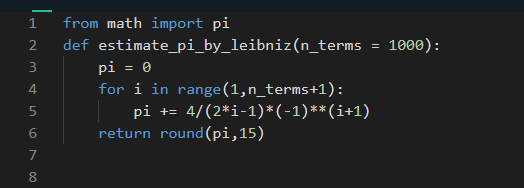 1 from math import pi
2 def estimate_pi_by_leibniz(n_terms = 1000):
3     pi = 0
4     for i in range(1,n_terms+1):
5         pi += 4/(2*i-1)*(-1)**(i+1)
6     return round(pi,15)
7
8